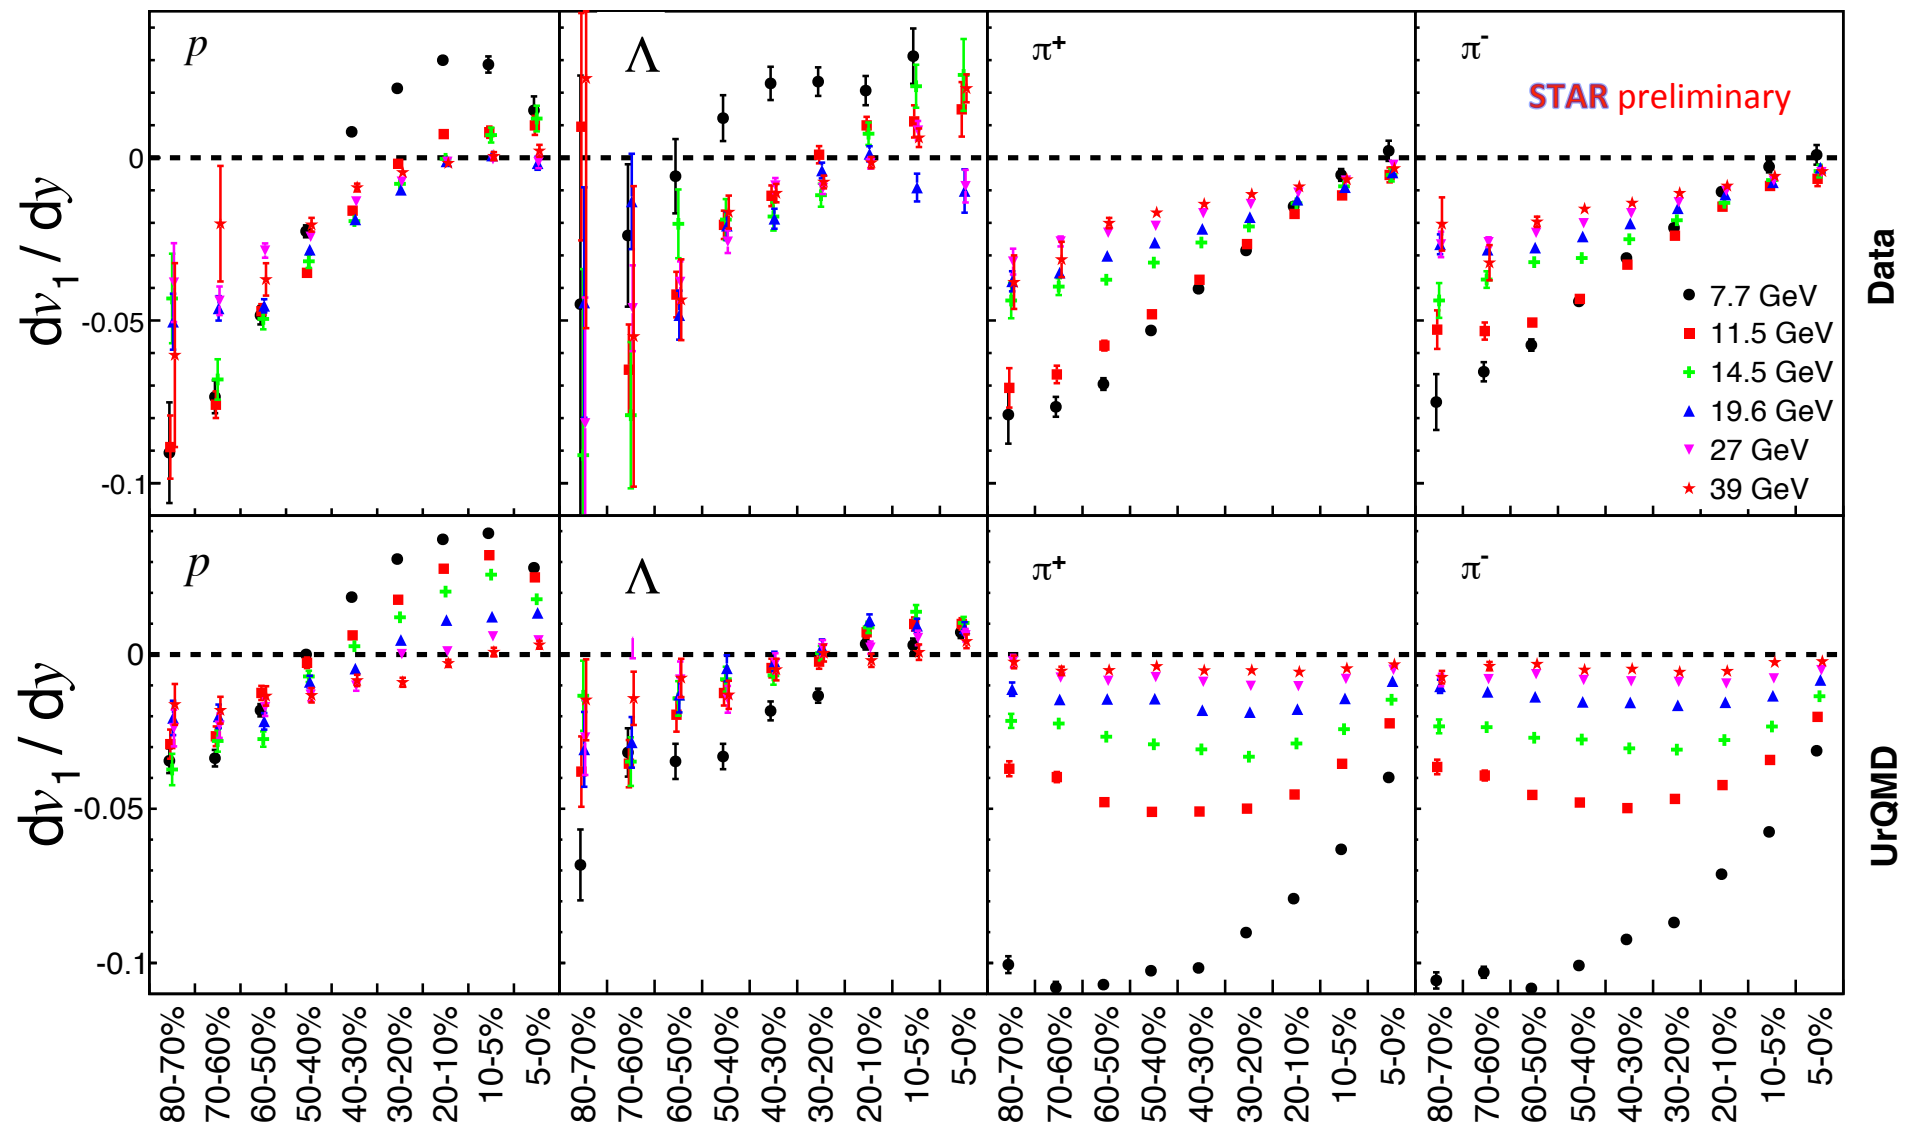 p
Λ
π+
π-
STAR preliminary
0
-0.05
-0.1
dv1 / dy
Data
7.7 GeV
11.5 GeV
14.5 GeV
19.6 GeV
27 GeV
39 GeV
p
Λ
π+
π-
0
-0.05
-0.1
dv1 / dy
UrQMD
80-70%
70-60%
60-50%
50-40%
40-30%
30-20%
20-10%
10-5%
5-0%
80-70%
70-60%
60-50%
50-40%
40-30%
30-20%
20-10%
10-5%
5-0%
80-70%
70-60%
60-50%
50-40%
40-30%
30-20%
20-10%
10-5%
5-0%
80-70%
70-60%
60-50%
50-40%
40-30%
30-20%
20-10%
10-5%
5-0%